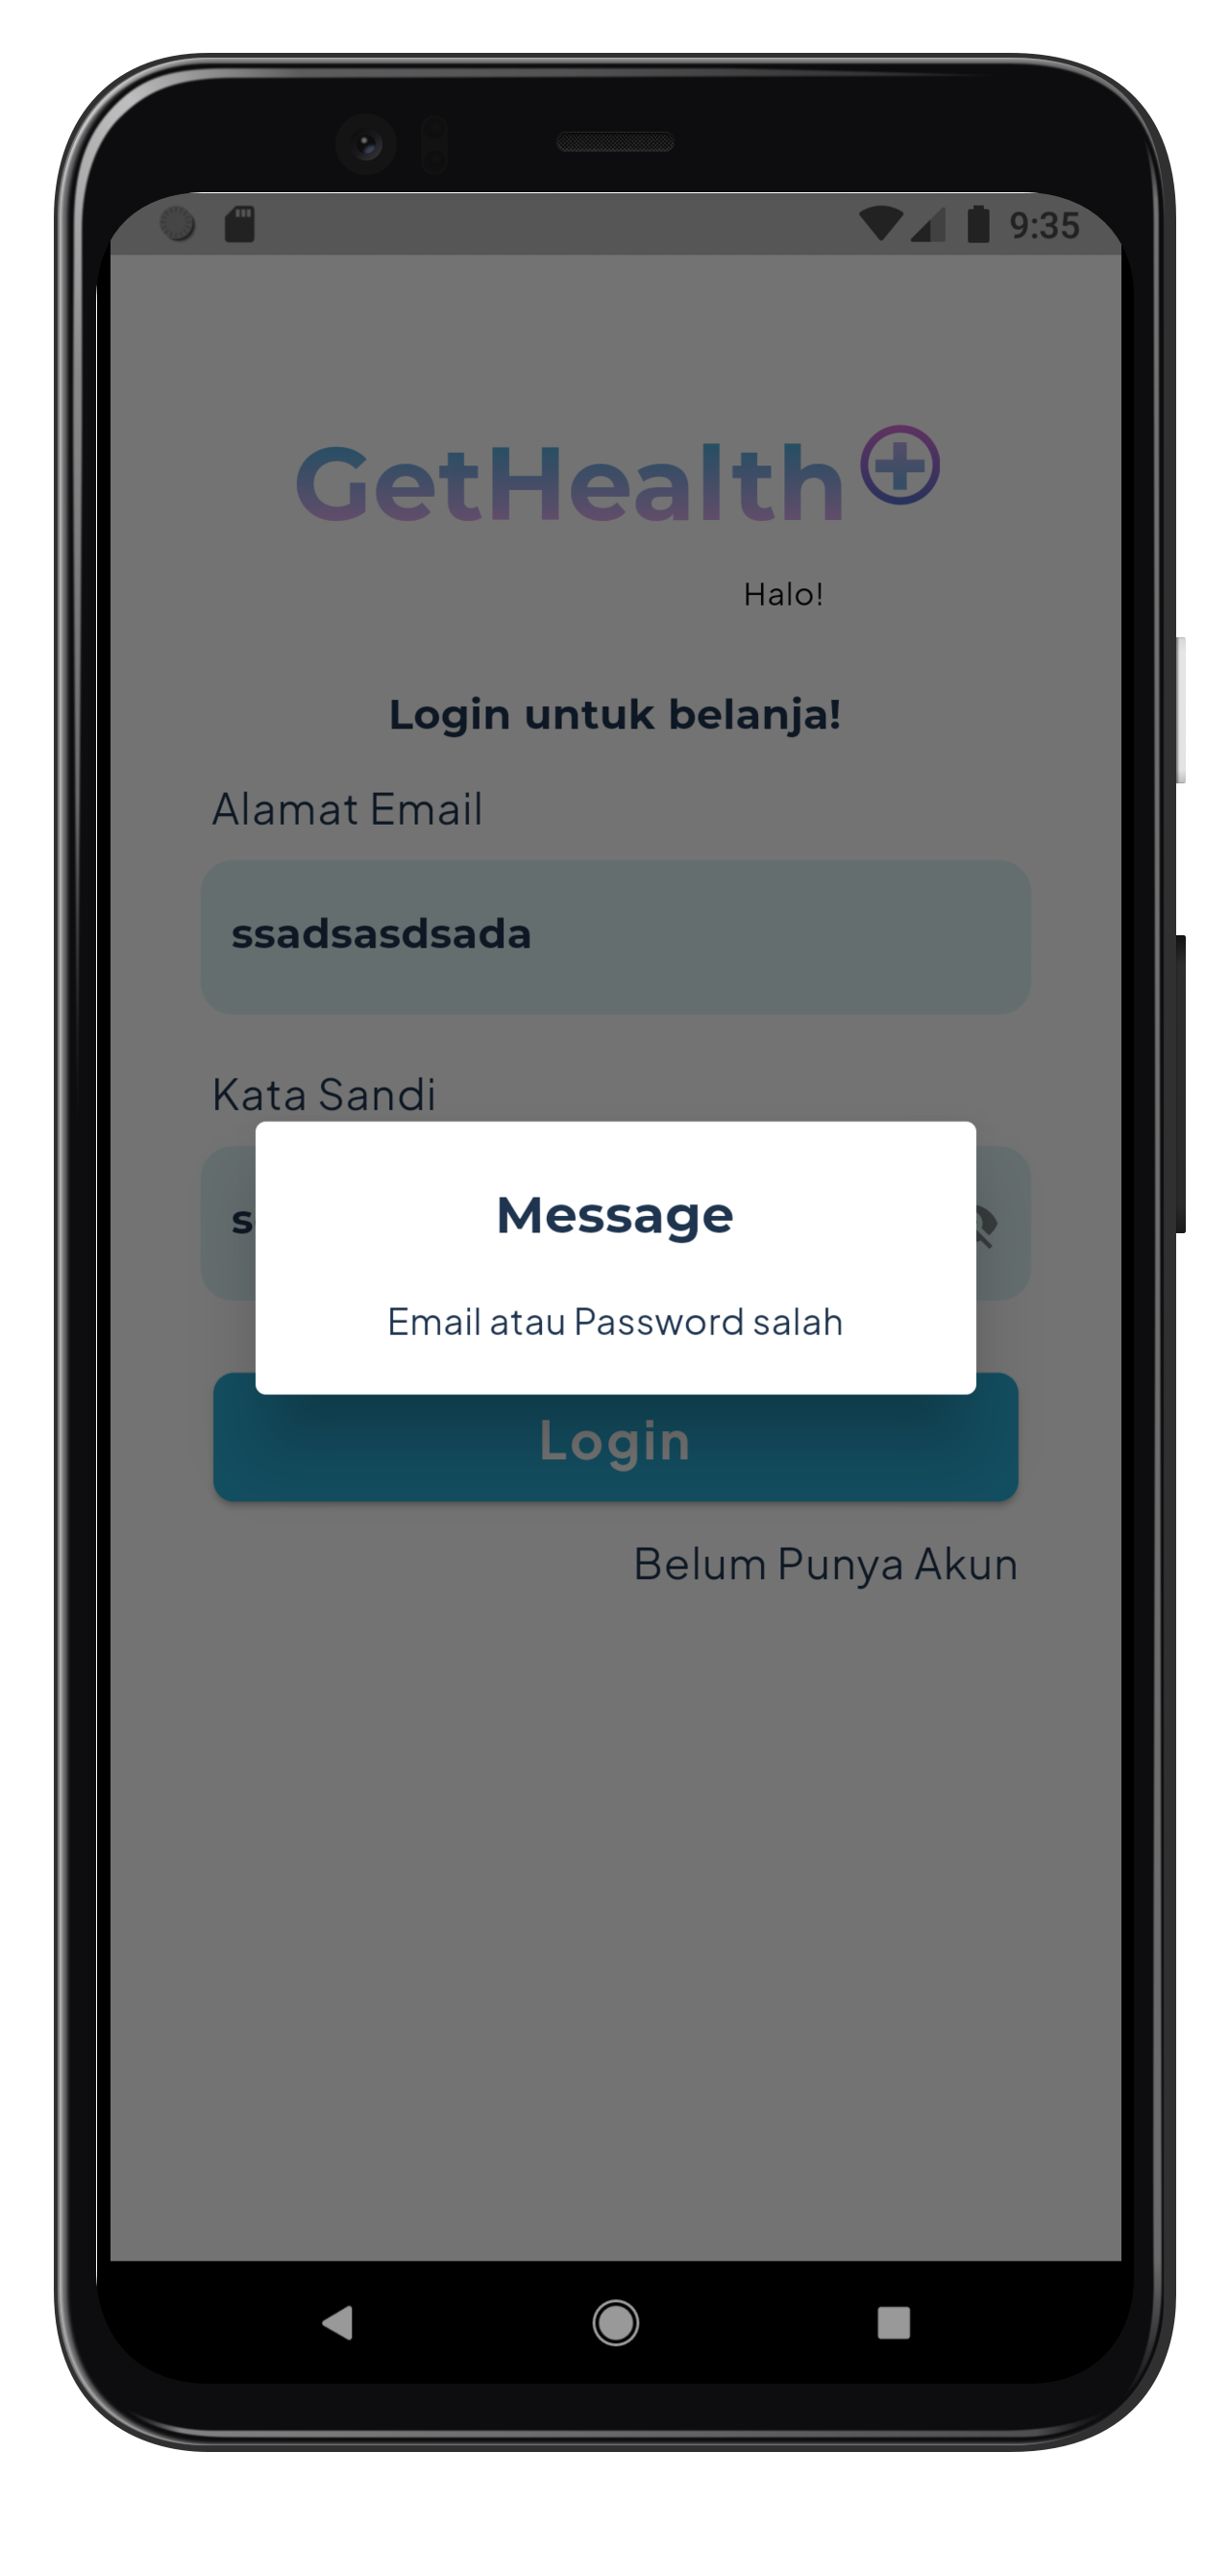 9:35
GetHealth
Halo!
Login untuk belanja!
Alamat Email
ssadsasdsada
Kata Sandi
s
Message
Email atau Password salah
Login
Belum Punya Akun